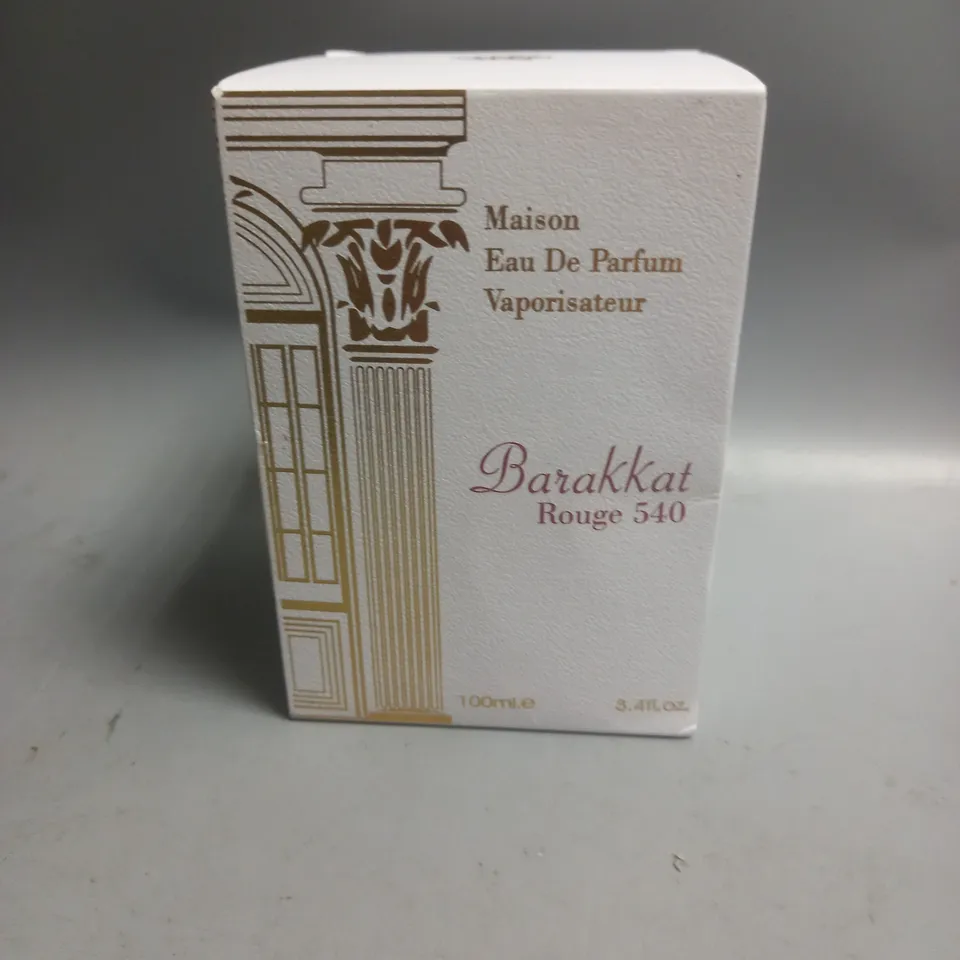 Maison
Eau De Parfum
Vaporisateur
Barakkat
Rouge 540
100ml.e 3.4fl.oz.